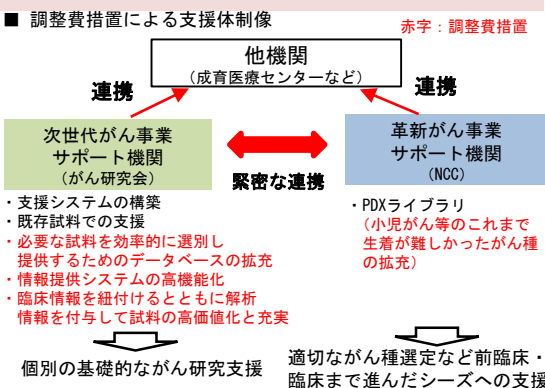 ■ 調整費措置による支援体制像
赤字：調整費措置
他機関
（成育医療センターなど）
連携
連携
次世代がん事業
サポート機関
（がん研究会）
緊密な連携
革新がん事業
サポート機関
（NCC）
・支援システムの構築
・既存試料での支援
・必要な試料を効率的に選別し
提供するためのデータベースの拡充
・情報提供システムの高機能化
・臨床情報を紐付けるとともに解析
情報を付与して試料の高価値化と充実
・PDXライブラリ
（小児がん等のこれまで
生着が難しかったがん種
の拡充）
個別の基礎的ながん研究支援
適切ながん種選定など前臨床・
臨床まで進んだシーズへの支援